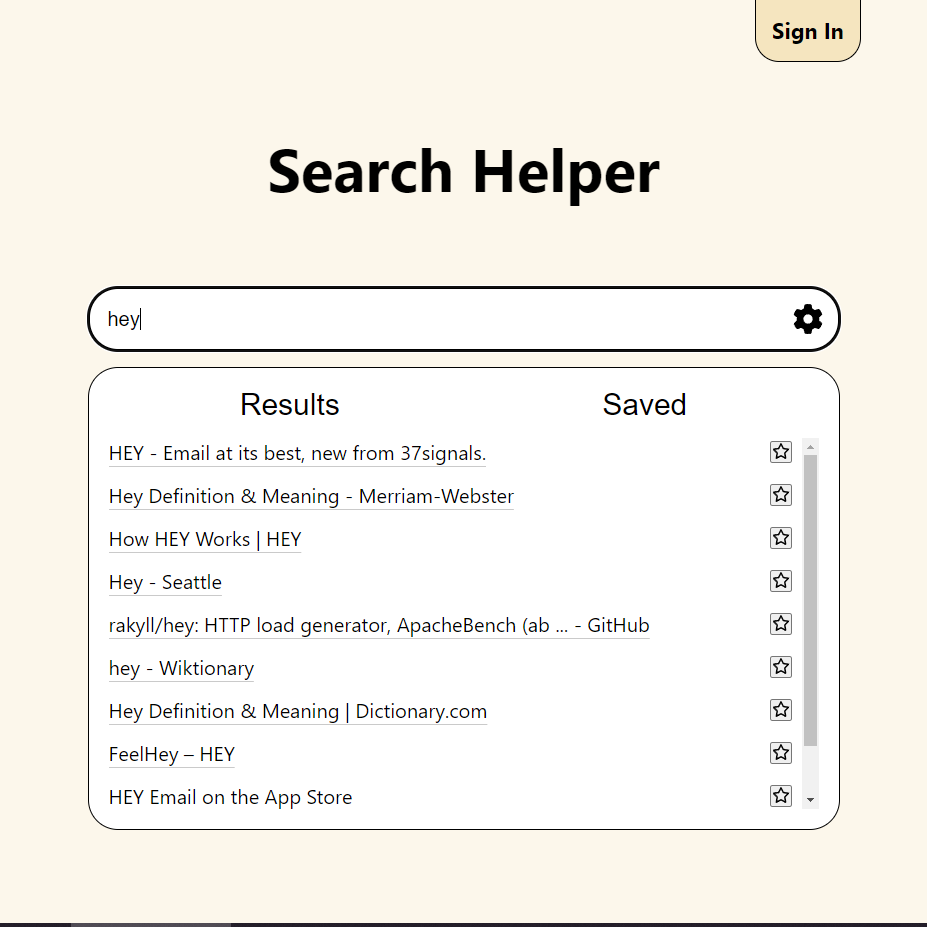 Sign In
Search Helper
hey
Results Saved
HEY - Email at its best, new from 37signals.
Hey Definition & Meaning - Merriam-Webster
How HEY Works | HEY
Hey - Seattle
rakyll/hey: HTTP load generator, ApacheBench (ab ... - GitHub
hey - Wiktionary
Hey Definition & Meaning | Dictionary.com
FeelHey – HEY
HEY Email on the App Store